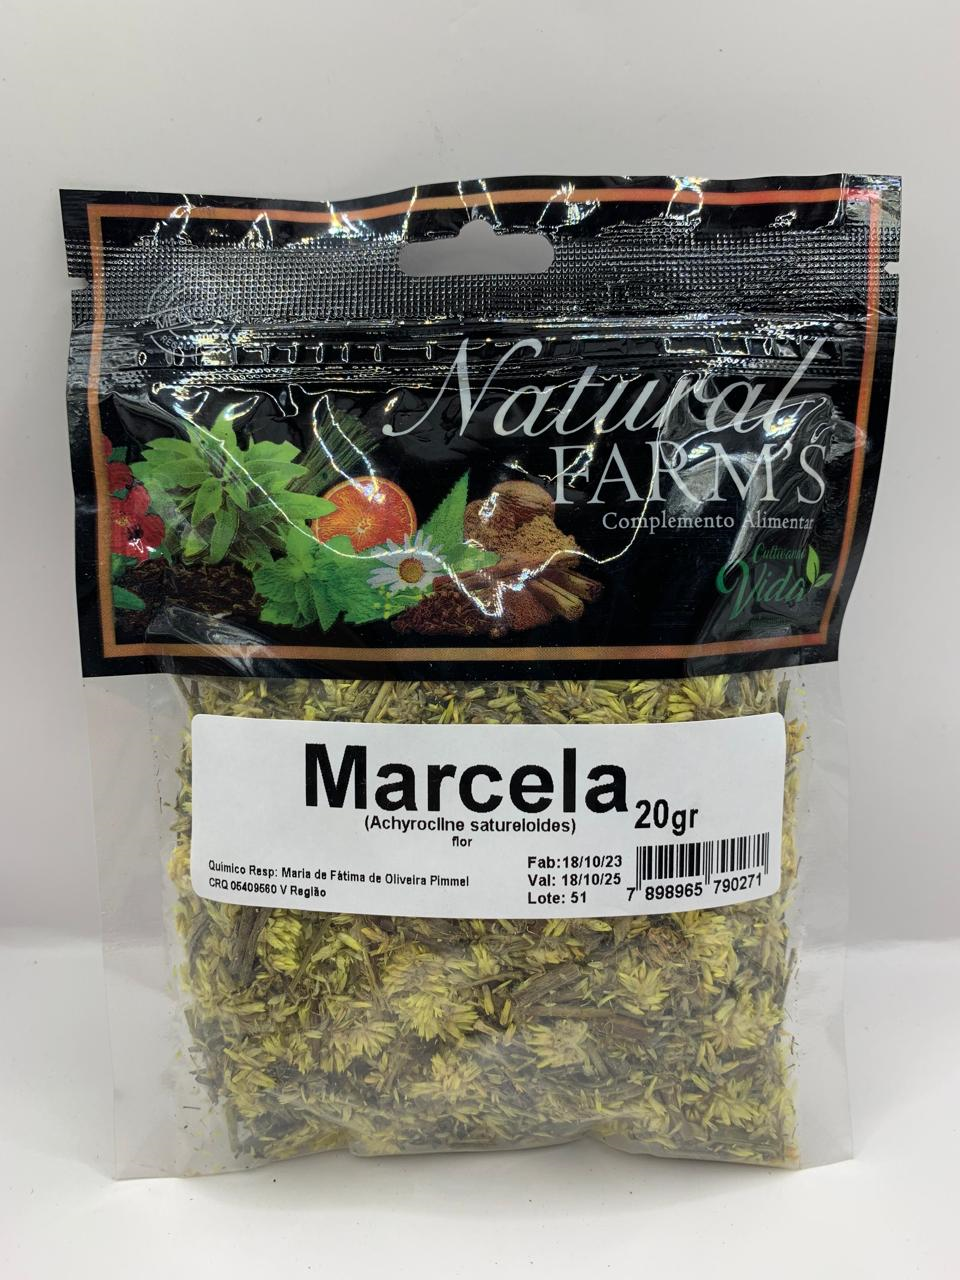 Natural
FARM'S
Complemento Alimentar
Cultivando
Vida
Marcela 20gr
(Achyrocline satureioides)
flor
Químico Resp: Maria de Fátima de Oliveira Pimmel
CRQ 05409560 V Região
Fab:18/10/23
Val: 18/10/25
Lote: 51
7 898965 790271